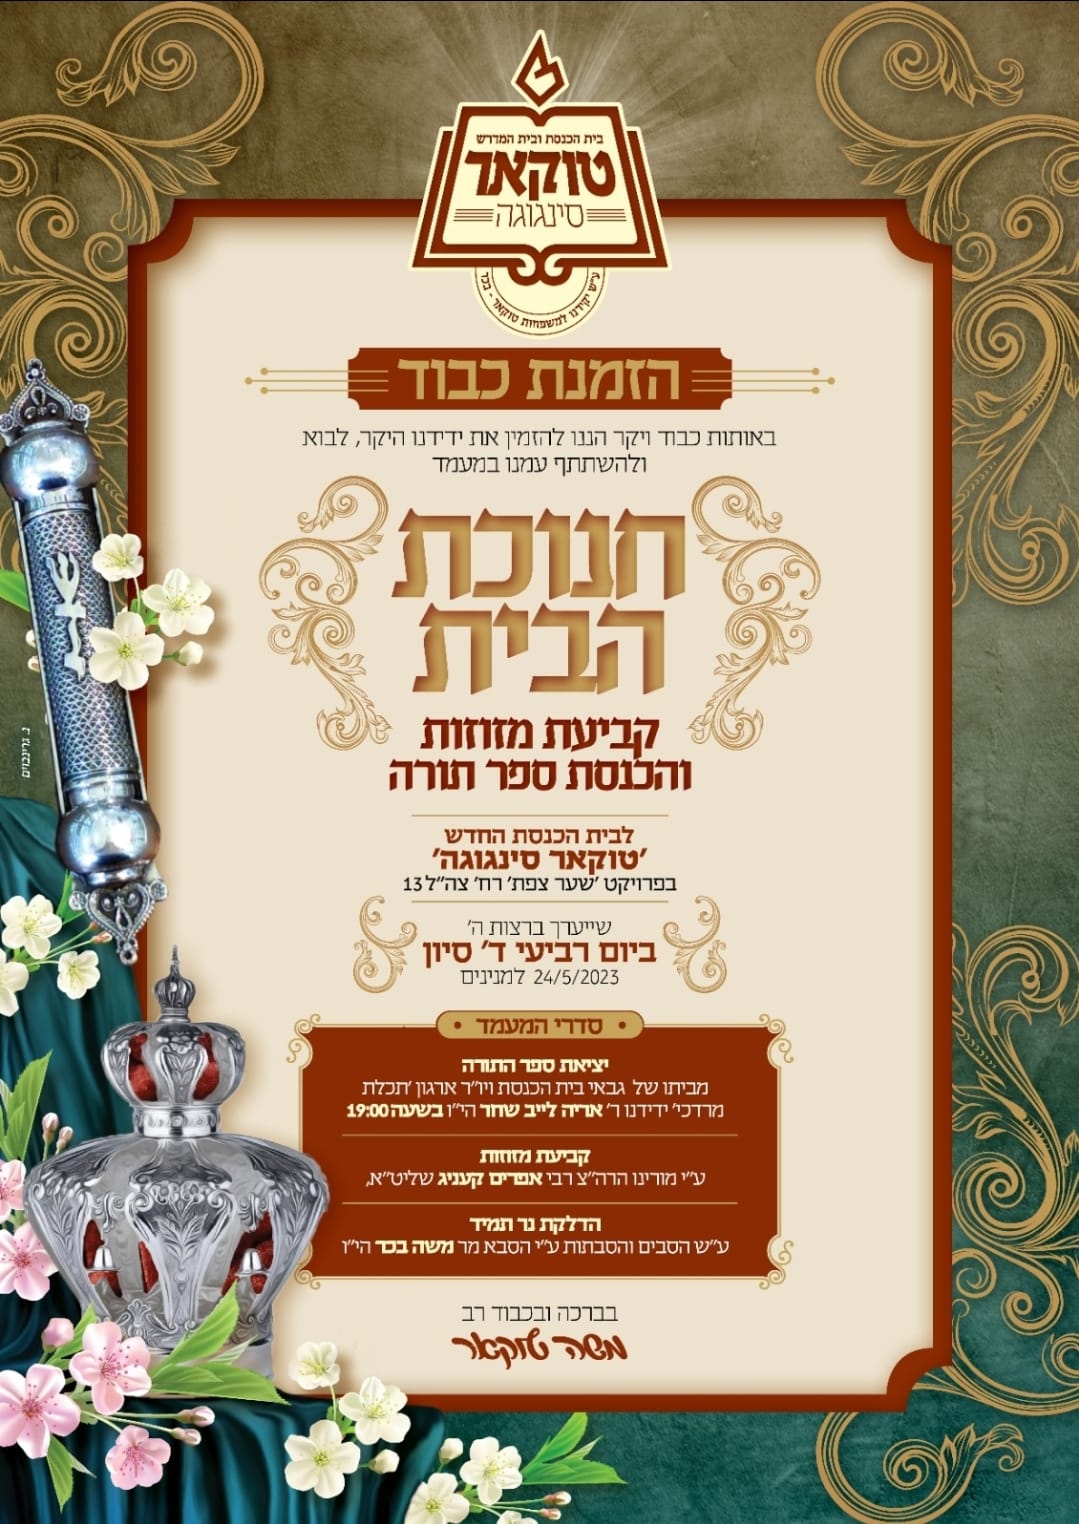 בית הכנסת ובית המדרש
טוקאר
סינגוגה
ע״ש יקירנו למשפחות טוקאר - בכר
הזמנת כבוד
באותות כבוד ויקר הננו להזמין את ידידנו היקר, לבוא
ולהשתתף עמנו במעמד
חנוכת
הבית
קביעת מזוזות
והכנסת ספר תורה
לבית הכנסת החדש
'טוקאר סינגוגה'
בפרויקט 'שער צפת' רח' צה״ל 13
שייערך ברצות ה'
ביום רביעי ד' סיון
24/5/2023 למנינים
• סדרי המעמד •
יציאת ספר התורה
מביתו של גבאי בית הכנסת ויו״ר ארגון 'תכלת
מרדכי' ידידנו ר' אריה לייב שחר הי״ו בשעה 19:00
קביעת מזוזות
ע״י מורינו הרה״צ רבי אפרים קעניג שליט״א,
הדלקת נר תמיד
ע״ש הסבים והסבתות ע״י הסבא מר משה בכר הי״ו
בברכה ובכבוד רב
משה טוקאר
נ. גרינבוים